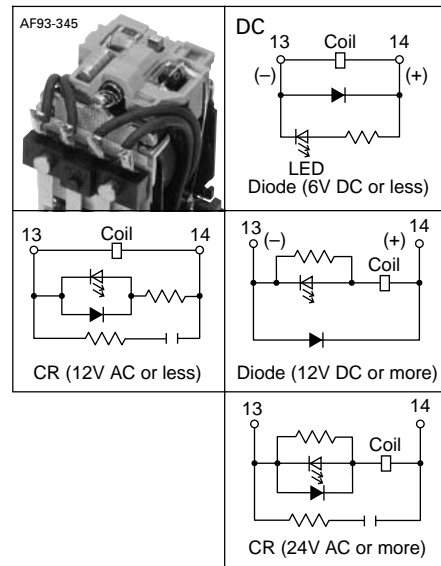 AF93-345
DC
13 Coil 14
(–) (+)
LED
Diode (6V DC or less)
13 Coil 14
CR (12V AC or less)
13 14
(–) (+)
Coil
Diode (12V DC or more)
13 14
Coil
CR (24V AC or more)